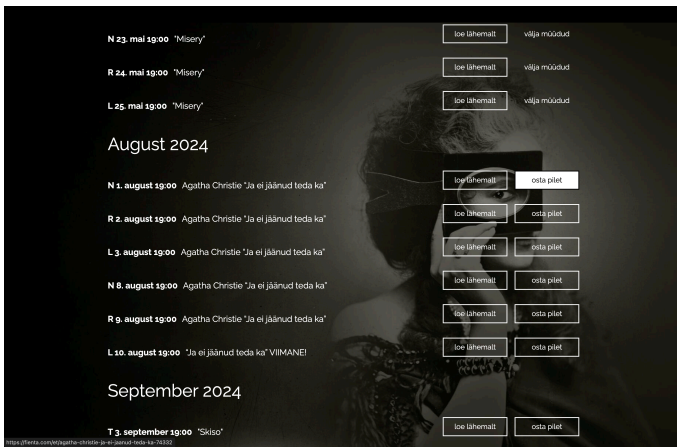 N 23. mai 19:00 "Misery" loe lähemalt välja müüdud
R 24. mai 19:00 "Misery" loe lähemalt välja müüdud
L 25. mai 19:00 "Misery" loe lähemalt välja müüdud
August 2024
N 1. august 19:00 Agatha Christie "Ja ei jäänud teda ka" loe lähemalt osta pilet
R 2. august 19:00 Agatha Christie "Ja ei jäänud teda ka" loe lähemalt osta pilet
L 3. august 19:00 Agatha Christie "Ja ei jäänud teda ka" loe lähemalt osta pilet
N 8. august 19:00 Agatha Christie "Ja ei jäänud teda ka" loe lähemalt osta pilet
R 9. august 19:00 Agatha Christie "Ja ei jäänud teda ka" loe lähemalt osta pilet
L 10. august 19:00 "Ja ei jäänud teda ka" VIIMANE! loe lähemalt osta pilet
September 2024
T 3. september 19:00 "Skiso" loe lähemalt osta pilet
https://fienta.com/et/agatha-christie-ja-ei-jaanud-teda-ka-74332